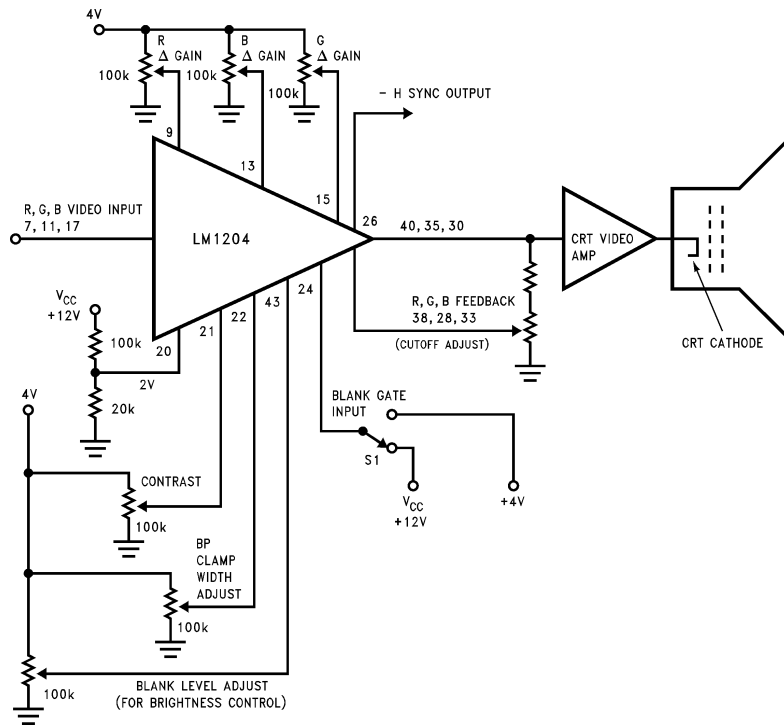 4V
R
Δ GAIN
B
Δ GAIN
G
Δ GAIN
100k
100k
100k
9
13
15
– H SYNC OUTPUT
R, G, B VIDEO INPUT
7, 11, 17
LM1204
26
40, 35, 30
CRT VIDEO
AMP
CRT CATHODE
VCC
+12V
100k
20
21
22
43
24
2V
20k
R, G, B FEEDBACK
38, 28, 33
(CUTOFF ADJUST)
4V
BLANK GATE
INPUT
S1
VCC
+12V
+4V
CONTRAST
100k
BP
CLAMP
WIDTH
ADJUST
100k
100k
BLANK LEVEL ADJUST
(FOR BRIGHTNESS CONTROL)